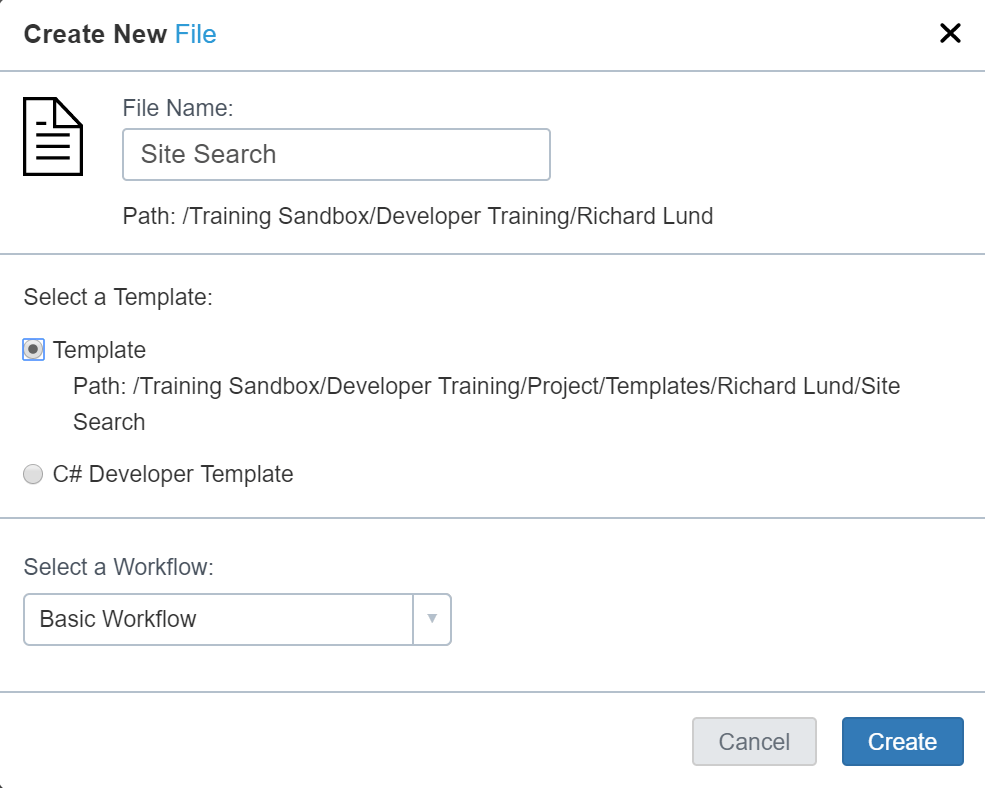 Create New File
File Name:
Site Search
Path: /Training Sandbox/Developer Training/Richard Lund
Select a Template:
Template
Path: /Training Sandbox/Developer Training/Project/Templates/Richard Lund/Site
Search
C# Developer Template
Select a Workflow:
Basic Workflow
Cancel
Create